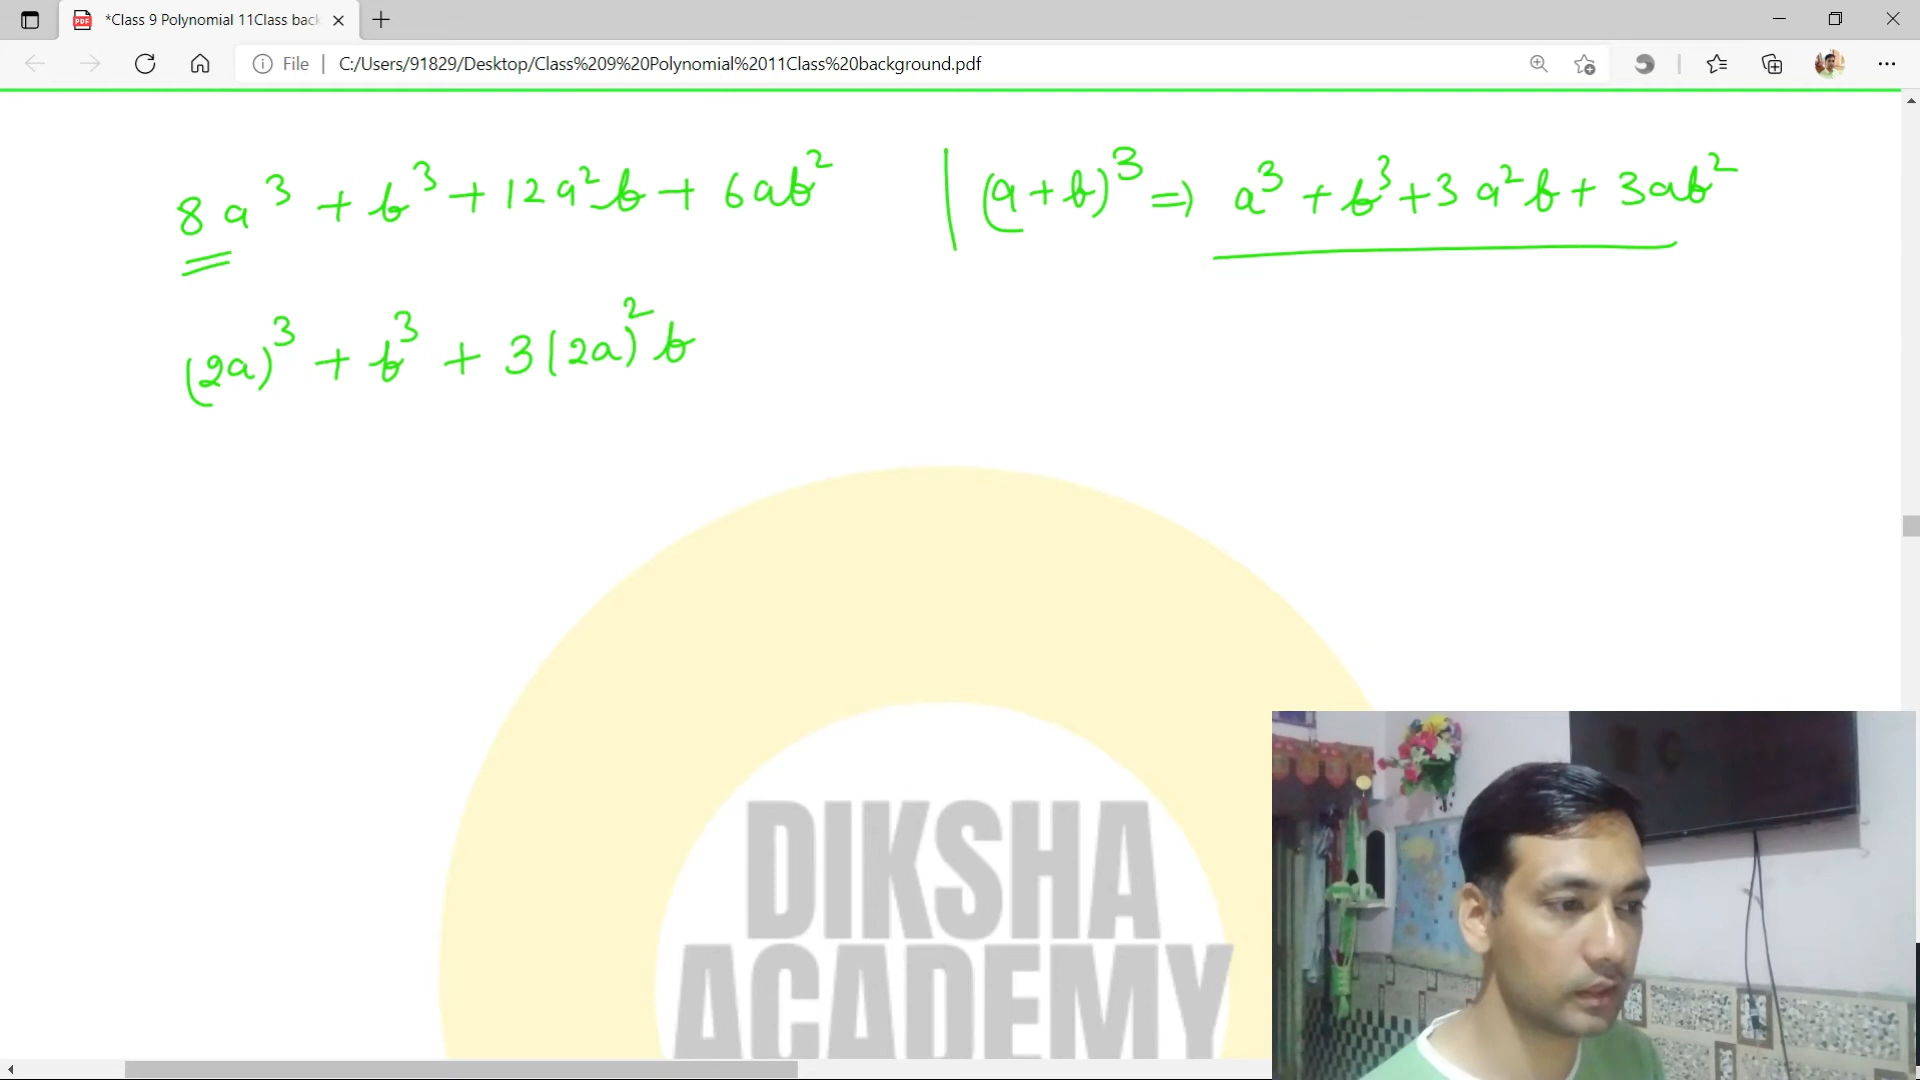 *Class 9 Polynomial 11Class back
File | C:/Users/91829/Desktop/Class%209%20Polynomial%2011Class%20background.pdf
8a³ + b³ + 12a²b + 6ab² | (a+b)³ ⇒ a³ + b³ + 3a²b + 3ab²
(2a)³ + b³ + 3(2a)²b
DIKSHA
ACADEMY